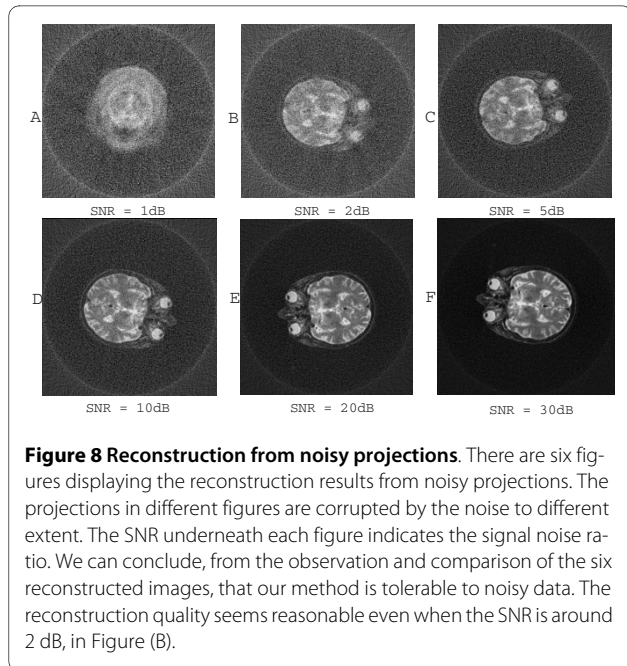 A
B
C
SNR = 1dB
SNR = 2dB
SNR = 5dB
D
E
F
SNR = 10dB
SNR = 20dB
SNR = 30dB
Figure 8 Reconstruction from noisy projections. There are six fig-
ures displaying the reconstruction results from noisy projections. The
projections in different figures are corrupted by the noise to different
extent. The SNR underneath each figure indicates the signal noise ra-
tio. We can conclude, from the observation and comparison of the six
reconstructed images, that our method is tolerable to noisy data. The
reconstruction quality seems reasonable even when the SNR is around
2 dB, in Figure (B).